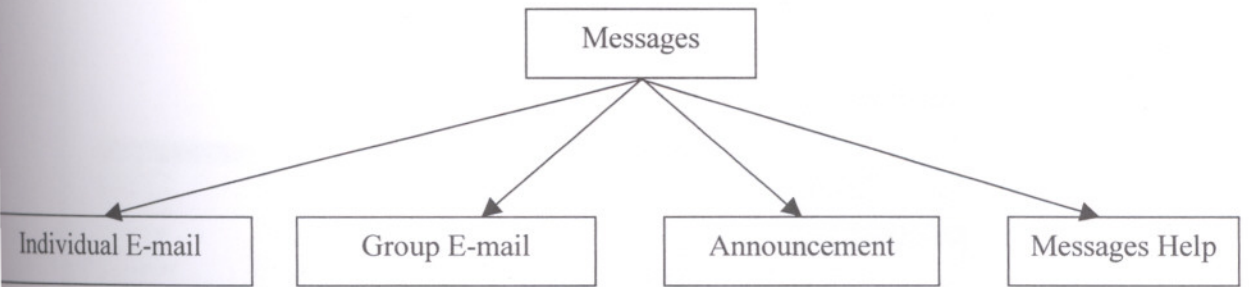 Messages
Individual E-mail
Group E-mail
Announcement
Messages Help